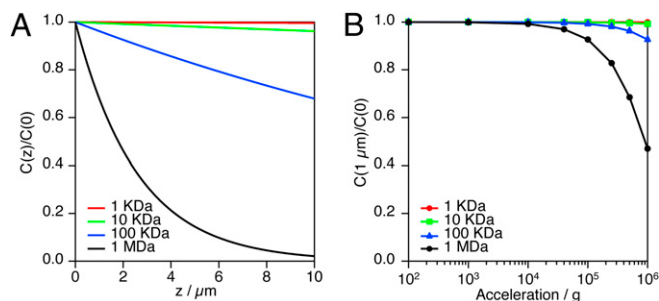 A
C(z)/C(0)
1.0
0.8
0.6
0.4
0.2
0.0
1 KDa
10 KDa
100 KDa
1 MDa
0 2 4 6 8 10
z / μm
B
C(1 μm)/C(0)
1.0
0.8
0.6
0.4
0.2
0.0
1 KDa
10 KDa
100 KDa
1 MDa
10² 10³ 10⁴ 10⁵ 10⁶
Acceleration / g